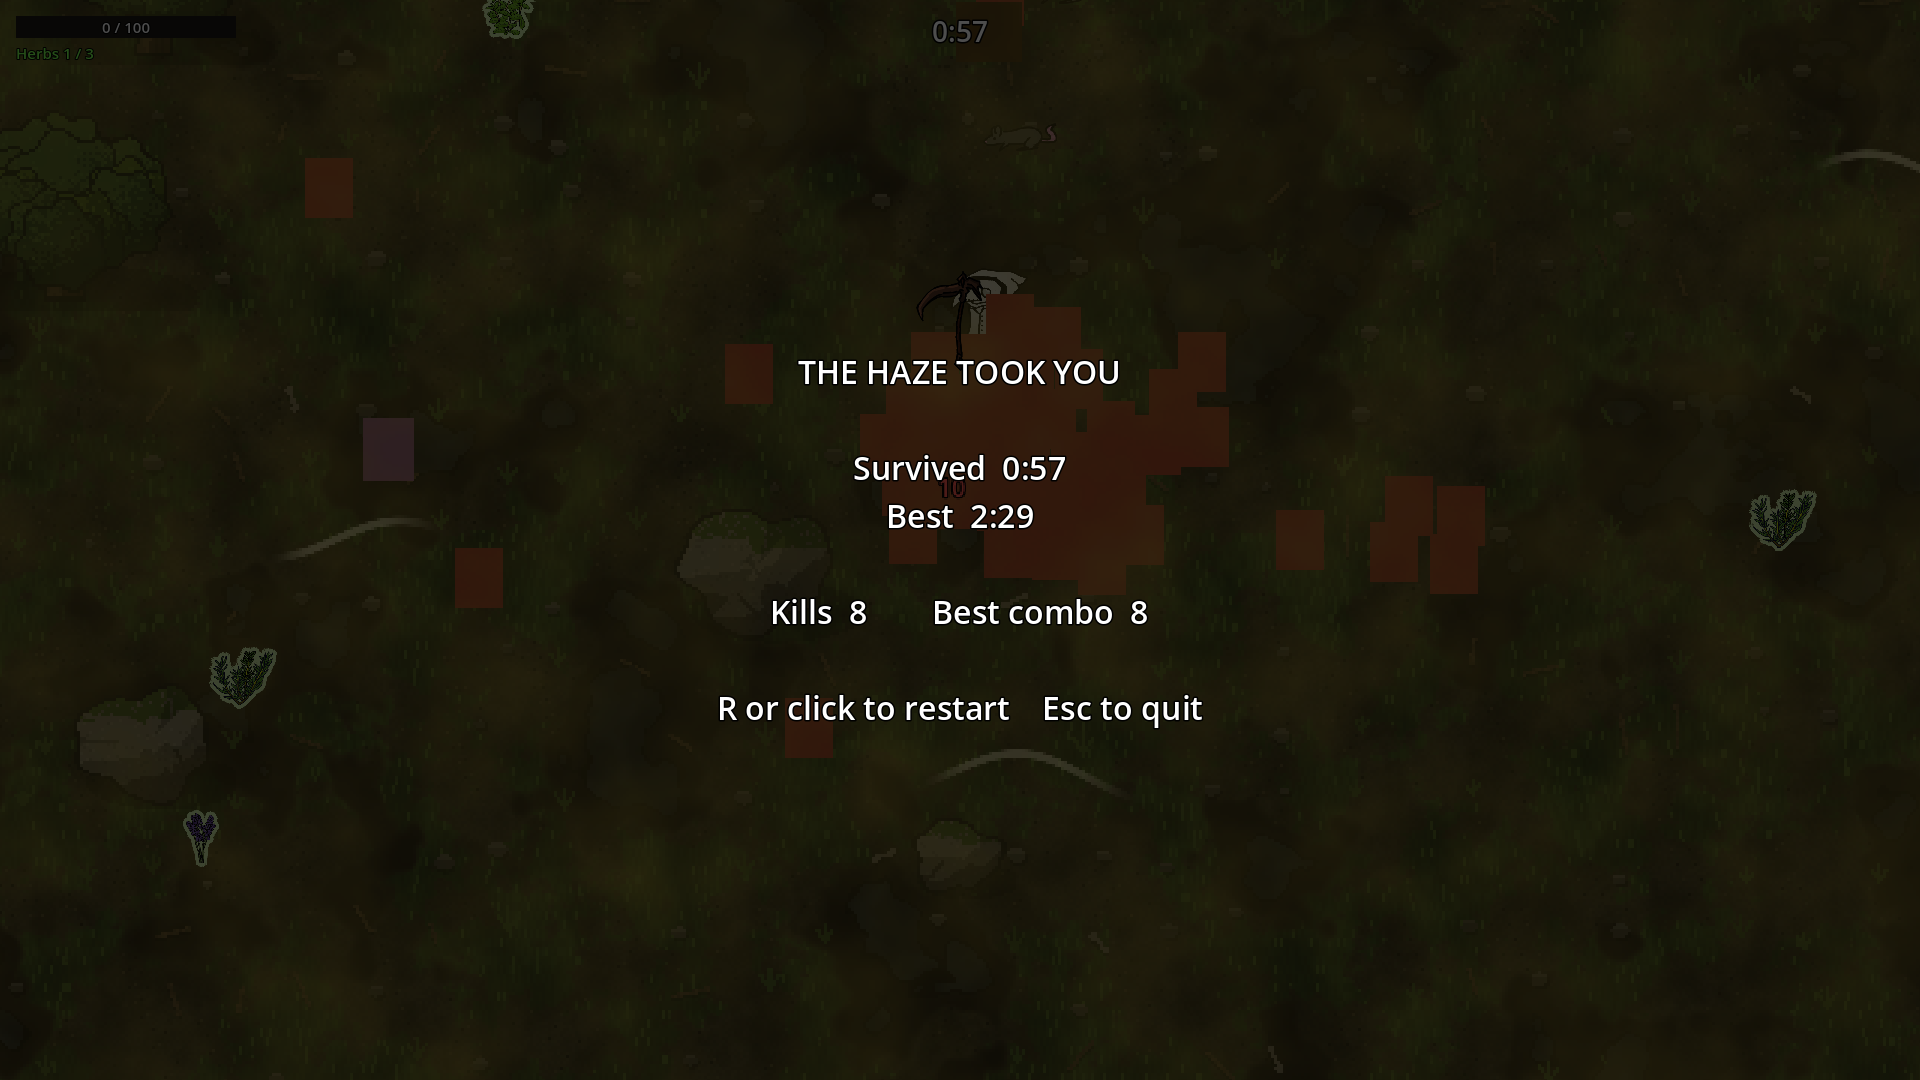 0 / 100
0:57
Herbs 1 / 3
THE HAZE TOOK YOU
Survived 0:57
10
Best 2:29
Kills 8 Best combo 8
R or click to restart Esc to quit